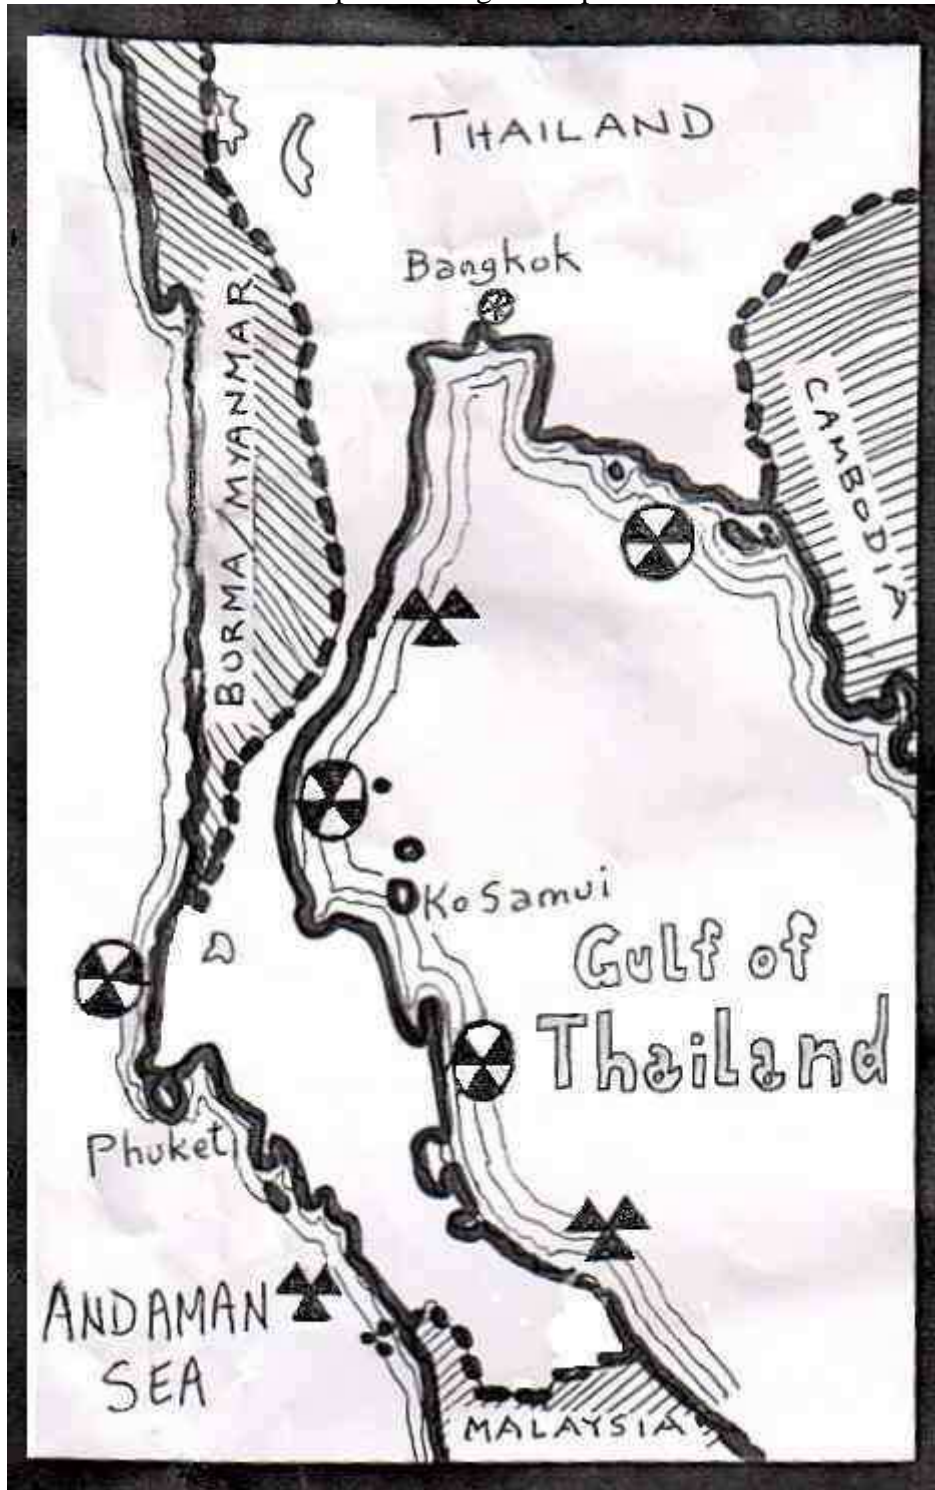 THAILAND
Bangkok
BURMA/MYANMAR
CAMBODIA
Ko Samui
Gulf of
Thailand
Phuket
ANDAMAN
SEA
MALAYSIA